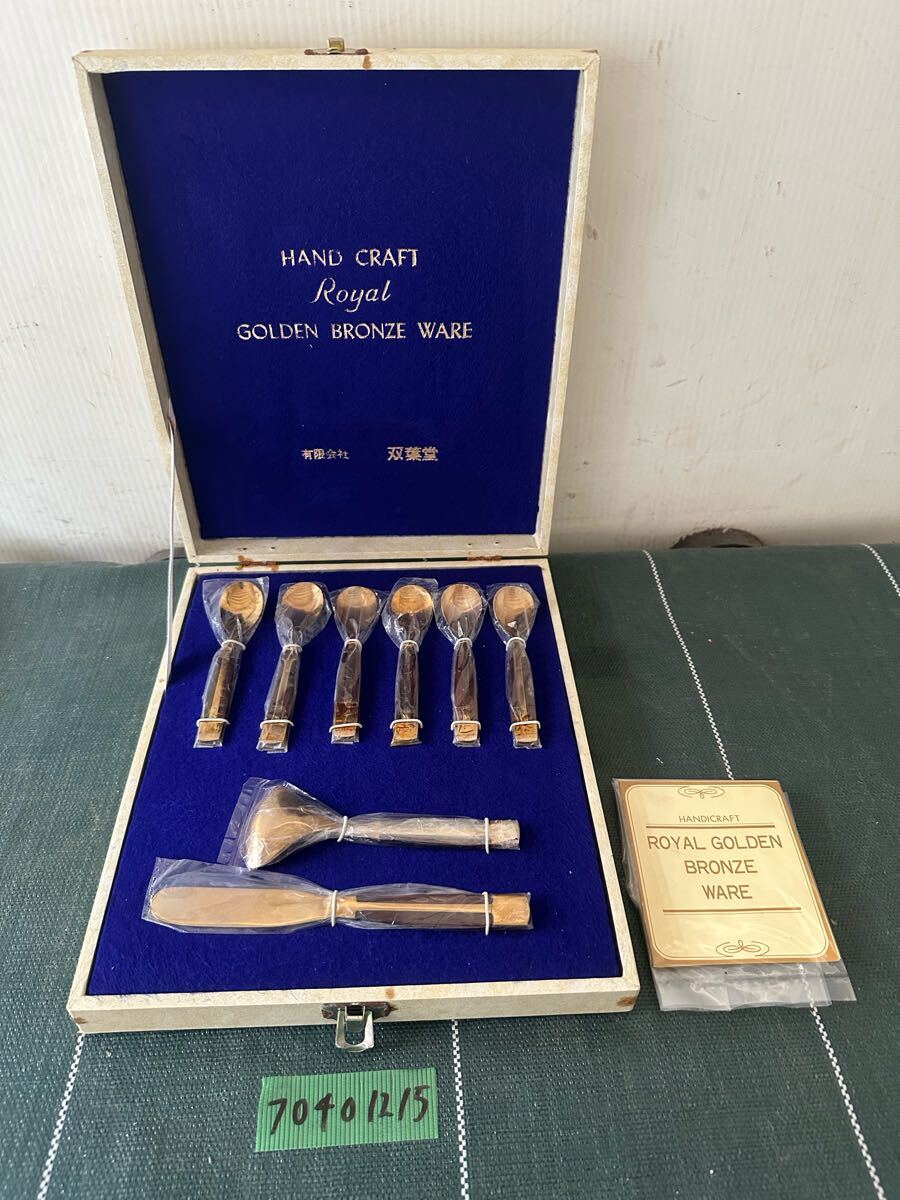 HAND CRAFT
Royal
GOLDEN BRONZE WARE
有限会社 双葉堂
HANDICRAFT
ROYAL GOLDEN
BRONZE
WARE
70401215